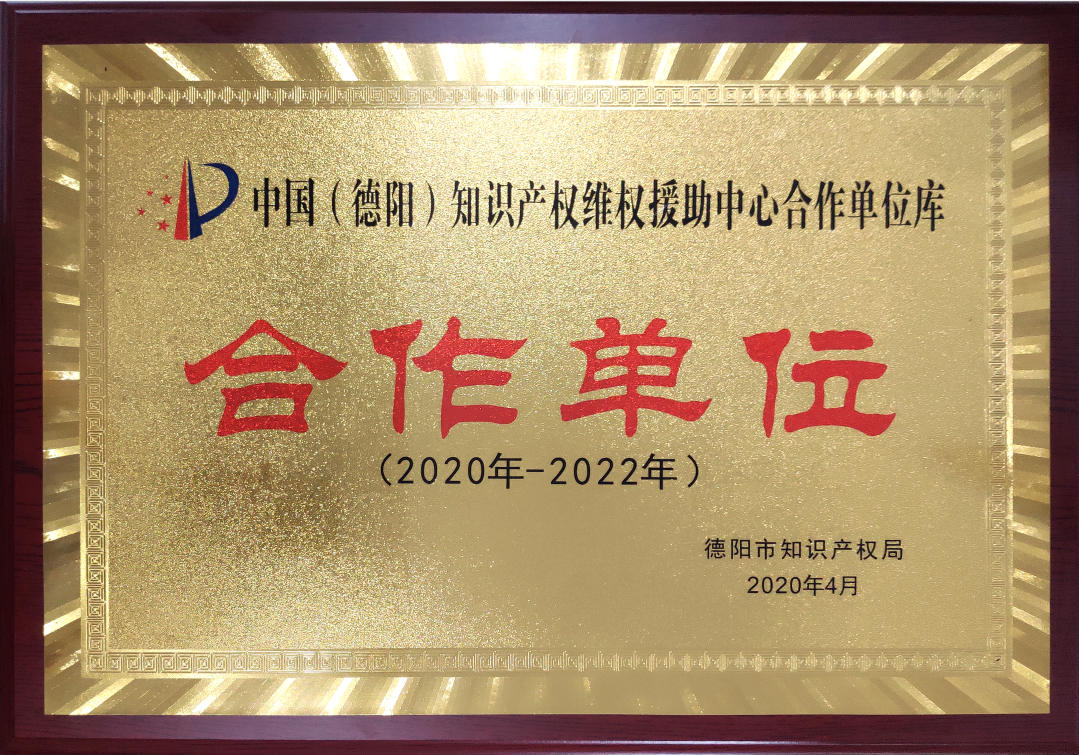 中国（德阳）知识产权维权援助中心合作单位库
合作单位
（2020年-2022年）
德阳市知识产权局
2020年4月